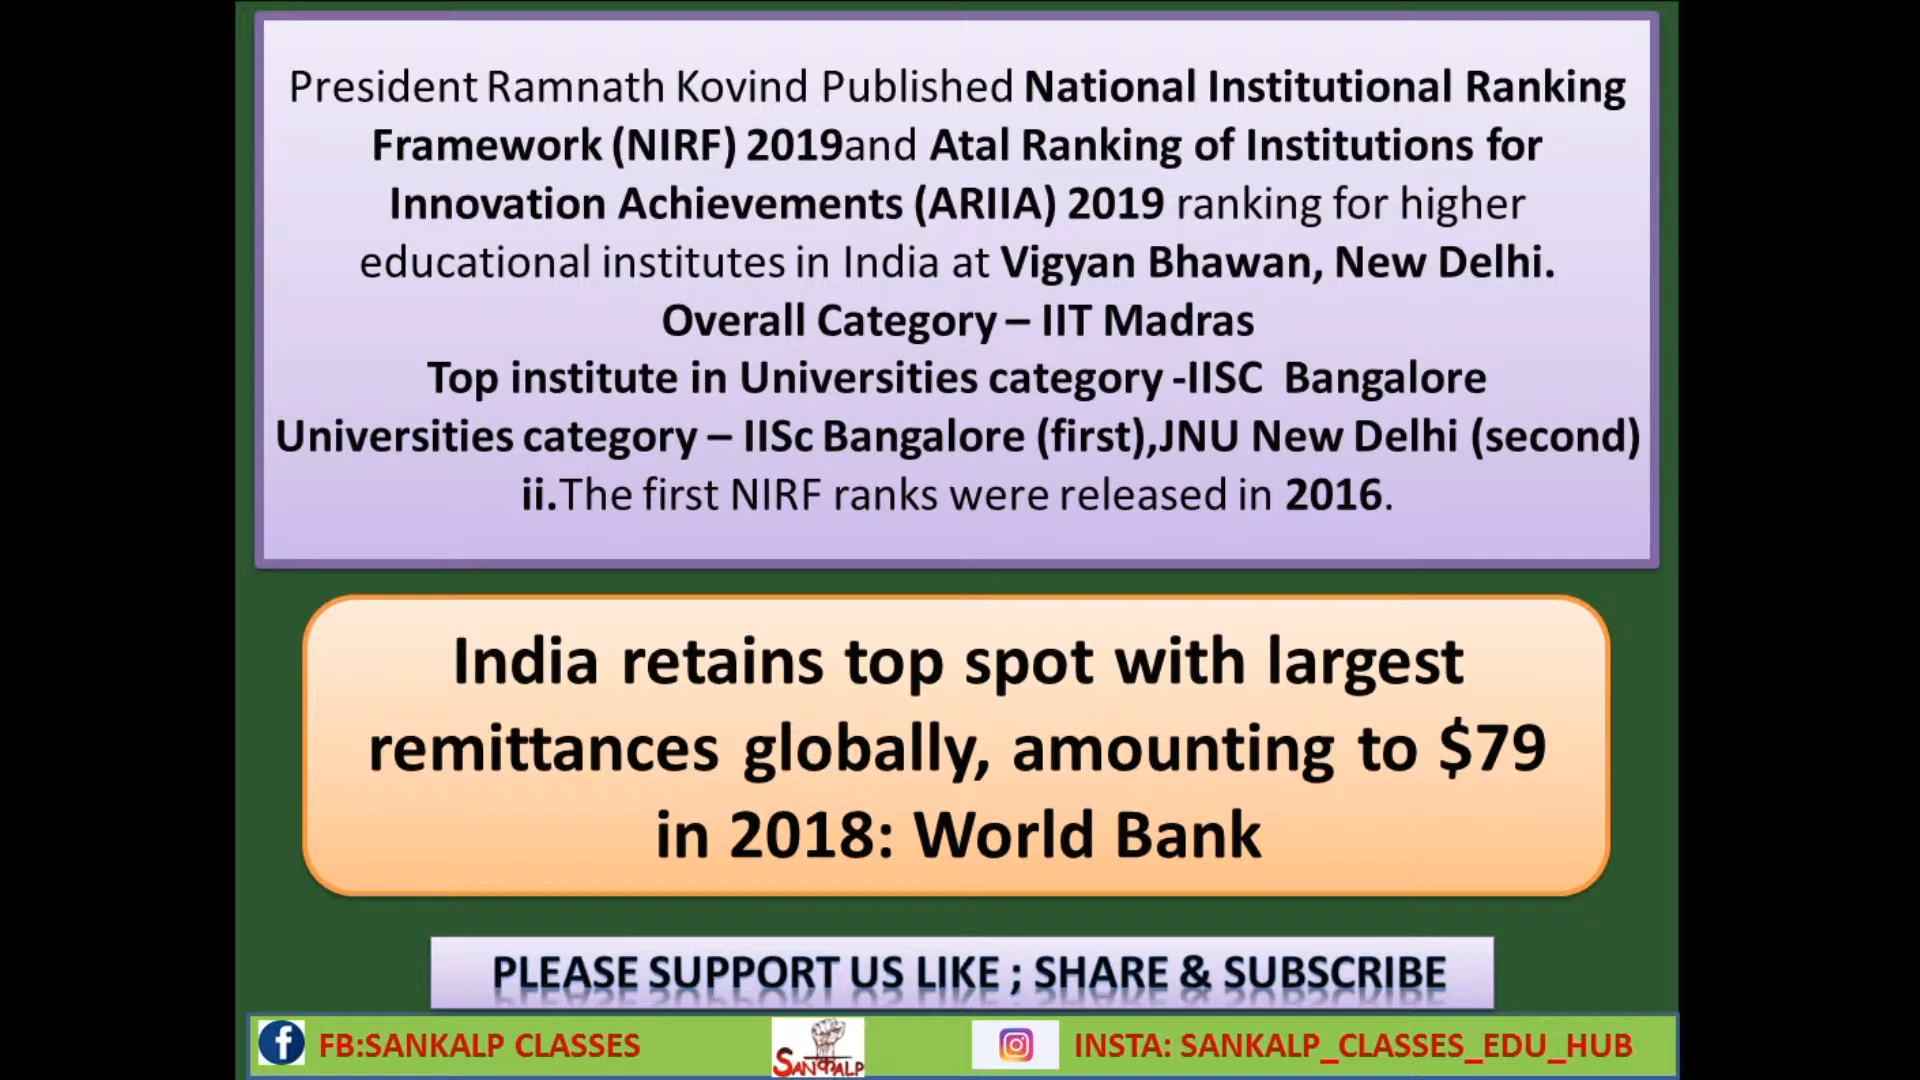 President Ramnath Kovind Published National Institutional Ranking
Framework (NIRF) 2019and Atal Ranking of Institutions for
Innovation Achievements (ARIIA) 2019 ranking for higher
educational institutes in India at Vigyan Bhawan, New Delhi.
Overall Category – IIT Madras
Top institute in Universities category -IISC Bangalore
Universities category – IISc Bangalore (first),JNU New Delhi (second)
ii.The first NIRF ranks were released in 2016.
India retains top spot with largest
remittances globally, amounting to $79
in 2018: World Bank
PLEASE SUPPORT US LIKE ; SHARE & SUBSCRIBE
FB:SANKALP CLASSES
SANKALP
INSTA: SANKALP_CLASSES_EDU_HUB